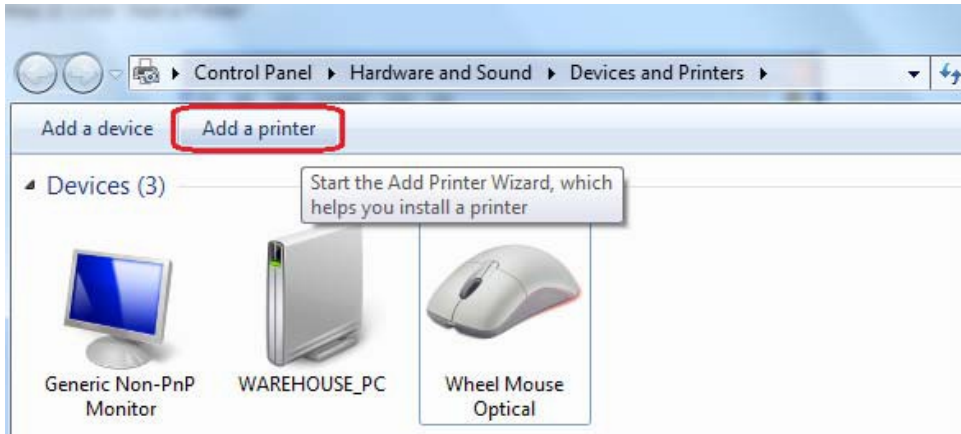 Control Panel ▸ Hardware and Sound ▸ Devices and Printers ▸
Add a device Add a printer
Devices (3)
Start the Add Printer Wizard, which
helps you install a printer
Generic Non-PnP
Monitor
WAREHOUSE_PC
Wheel Mouse
Optical